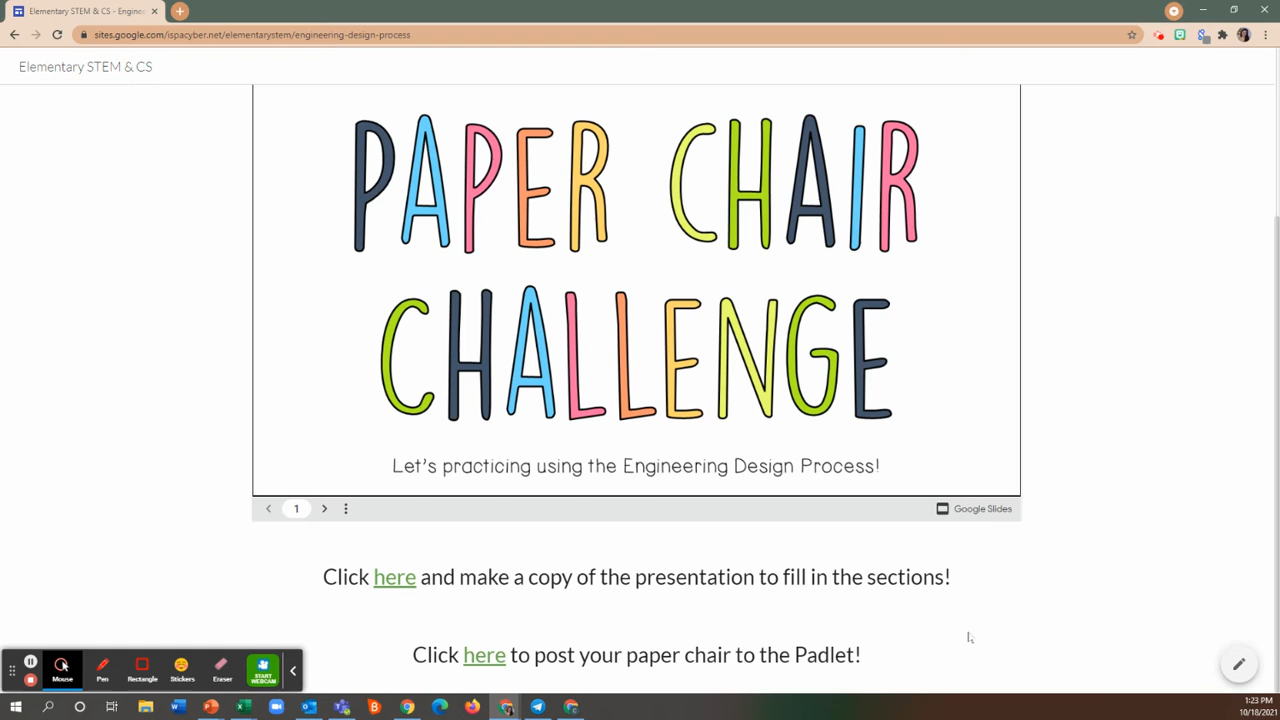 Elementary STEM & CS - Engine
sites.google.com/ispacyber.net/elementarystem/engineering-design-process
Elementary STEM & CS
PAPER CHAIR
CHALLENGE
Let's practicing using the Engineering Design Process!
1
Google Slides
Click here and make a copy of the presentation to fill in the sections!
Click here to post your paper chair to the Padlet!
Mouse
Pen
Rectangle
Stickers
Eraser
START
WEBCAM
1:23 PM
10/18/2021